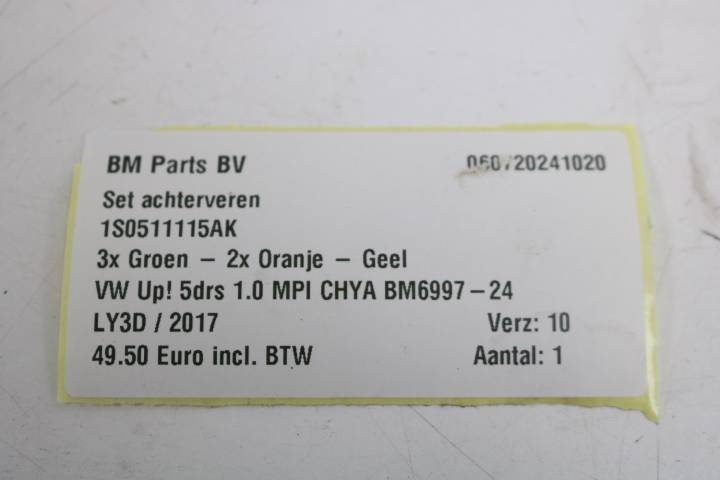 BM Parts BV
Set achterveren
1S0511115AK
3x Groen – 2x Oranje – Geel
VW Up! 5drs 1.0 MPI CHYA BM6997-24
LY3D / 2017 Verz: 10
49.50 Euro incl. BTW Aantal: 1